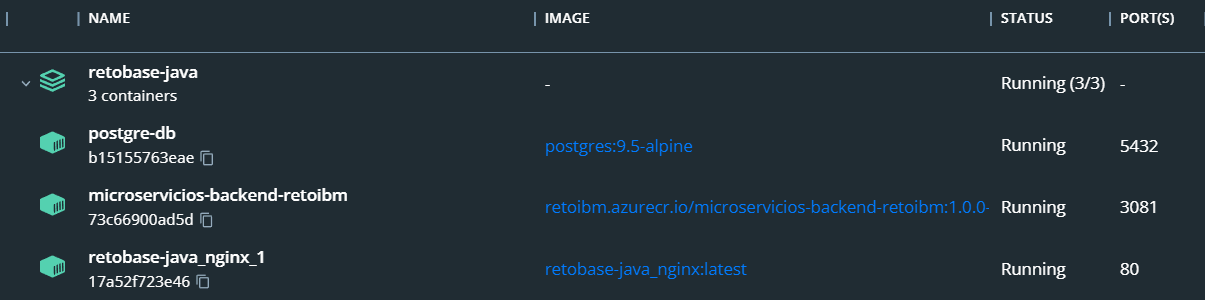 NAME IMAGE STATUS PORT(S)
retobase-java - Running (3/3) -
3 containers
postgre-db postgres:9.5-alpine Running 5432
b15155763eae
microservicios-backend-retoibm retoibm.azurecr.io/microservicios-backend-retoibm:1.0.0- Running 3081
73c66900ad5d
retobase-java_nginx_1 retobase-java_nginx:latest Running 80
17a52f723e46